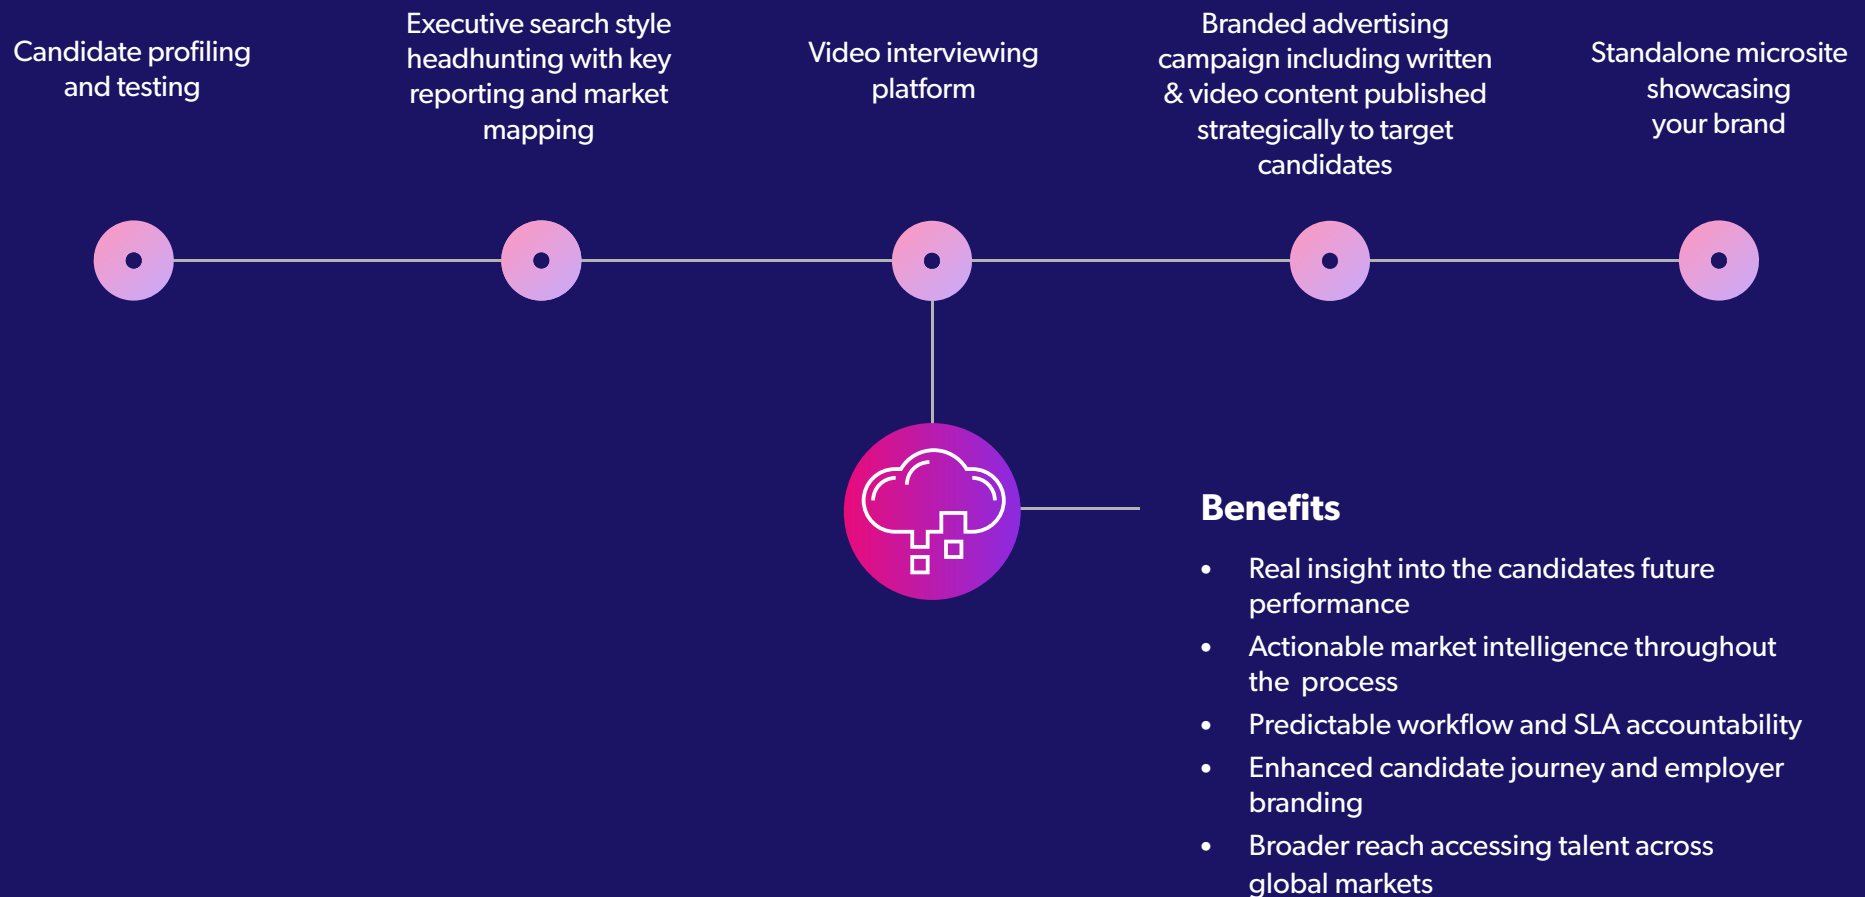 Candidate profiling
and testing
Executive search style
headhunting with key
reporting and market
mapping
Video interviewing
platform
Branded advertising
campaign including written
& video content published
strategically to target
candidates
Standalone microsite
showcasing
your brand
Benefits
• Real insight into the candidates future
performance
• Actionable market intelligence throughout
the  process
• Predictable workflow and SLA accountability
• Enhanced candidate journey and employer
branding
• Broader reach accessing talent across
global markets